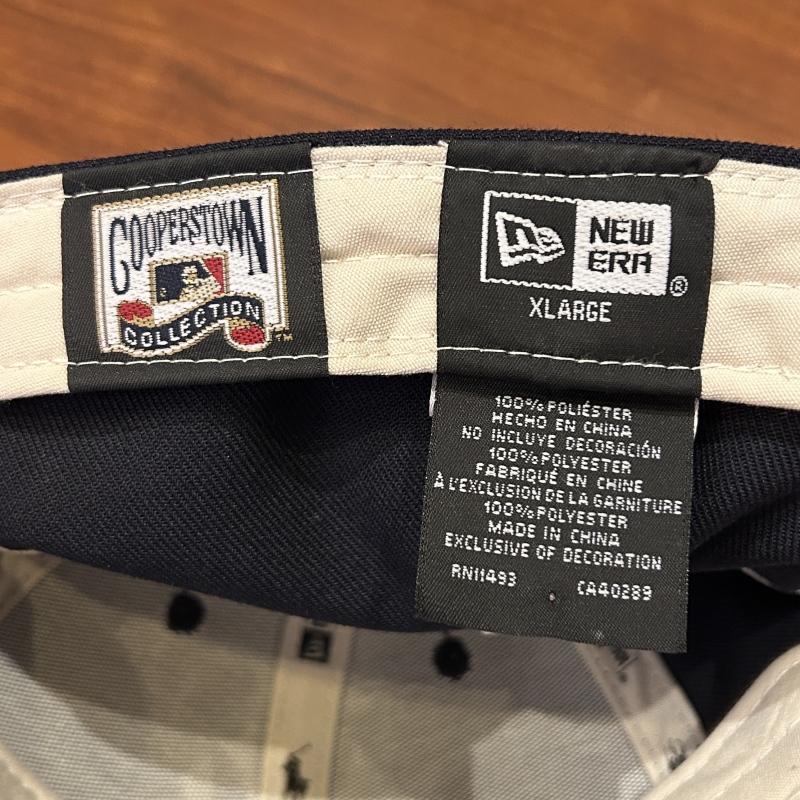 COOPERSTOWN
COLLECTION
TM
NEW
ERA
®
XLARGE
100% POLIÉSTER
HECHO EN CHINA
NO INCLUYE DECORACIÓN
100% POLYESTER
FABRIQUÉ EN CHINE
À L'EXCLUSION DE LA GARNITURE
100% POLYESTER
MADE IN CHINA
EXCLUSIVE OF DECORATION
RN11493 CA40289